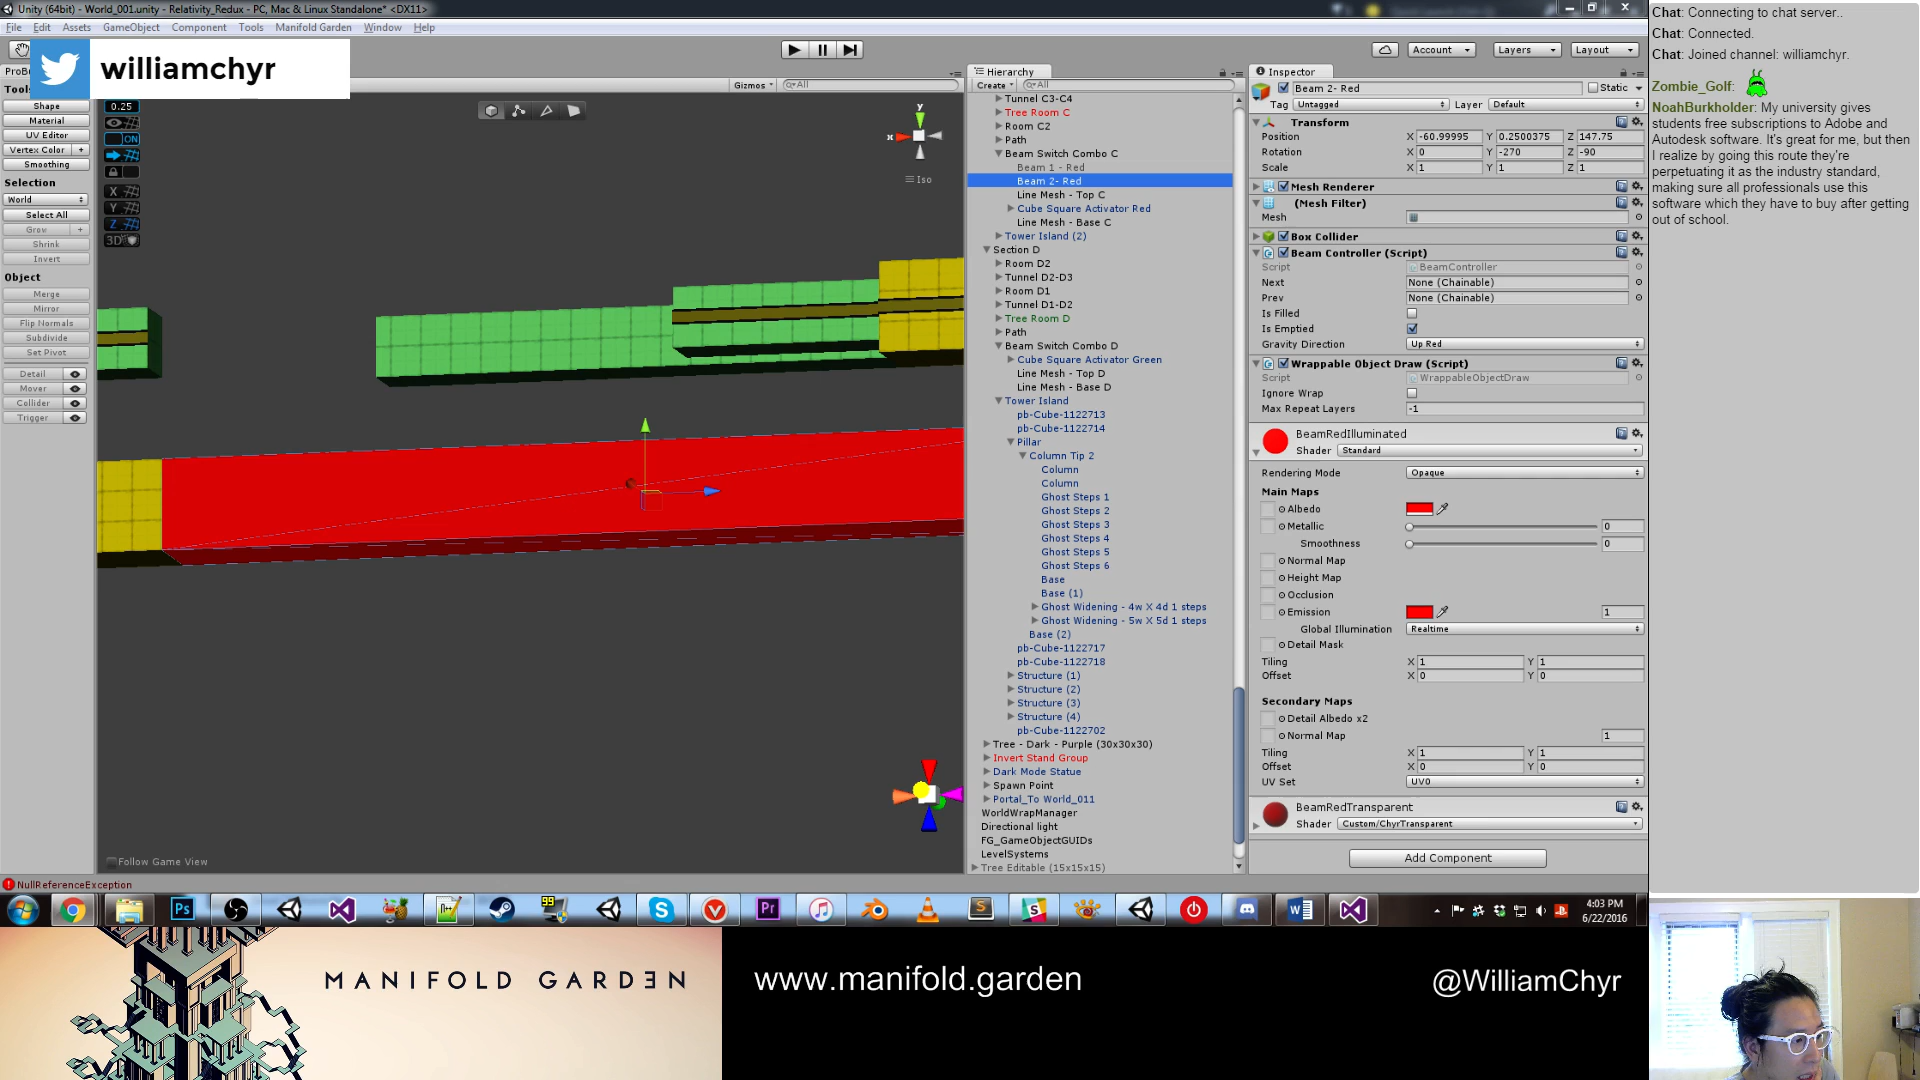 Unity (64bit) - World_001.unity - Relativity_Redux - PC, Mac & Linux Standalone* <DX11>
File Edit Assets GameObject Component Tools Manifold Garden Window Help
williamchyr
Account Layers Layout
Tools
Shape
Material
UV Editor
Vertex Color +
Smoothing
Selection
World
Select All
Grow +
Shrink
Invert
Object
Merge
Mirror
Flip Normals
Subdivide
Set Pivot
Detail
Mover
Collider
Trigger
0.25
ON
X
Y
Z
3D
Gizmos All
y
x
Iso
Follow Game View
NullReferenceException
Hierarchy
Create All
Tunnel C3-C4
Tree Room C
Room C2
Path
Beam Switch Combo C
Beam 1 - Red
Beam 2- Red
Line Mesh - Top C
Cube Square Activator Red
Line Mesh - Base C
Tower Island (2)
Section D
Room D2
Tunnel D2-D3
Room D1
Tunnel D1-D2
Tree Room D
Path
Beam Switch Combo D
Cube Square Activator Green
Line Mesh - Top D
Line Mesh - Base D
Tower Island
pb-Cube-1122713
pb-Cube-1122714
Pillar
Column Tip 2
Column
Column
Ghost Steps 1
Ghost Steps 2
Ghost Steps 3
Ghost Steps 4
Ghost Steps 5
Ghost Steps 6
Base
Base (1)
Ghost Widening - 4w X 4d 1 steps
Ghost Widening - 5w X 5d 1 steps
Base (2)
pb-Cube-1122717
pb-Cube-1122718
Structure (1)
Structure (2)
Structure (3)
Structure (4)
pb-Cube-1122702
Tree - Dark - Purple (30x30x30)
Invert Stand Group
Dark Mode Statue
Spawn Point
Portal_To World_011
WorldWrapManager
Directional light
FG_GameObjectGUIDs
LevelSystems
Tree Editable (15x15x15)
Inspector
Beam 2- Red Static
Tag Untagged Layer Default
Transform
Position X -60.99995 Y 0.2500375 Z 147.75
Rotation X 0 Y -270 Z -90
Scale X 1 Y 1 Z 1
Mesh Renderer
(Mesh Filter)
Mesh
Box Collider
Beam Controller (Script)
Script BeamController
Next None (Chainable)
Prev None (Chainable)
Is Filled
Is Emptied
Gravity Direction Up Red
Wrappable Object Draw (Script)
Script WrappableObjectDraw
Ignore Wrap
Max Repeat Layers -1
BeamRedIlluminated
Shader Standard
Rendering Mode Opaque
Main Maps
Albedo
Metallic 0
Smoothness 0
Normal Map
Height Map
Occlusion
Emission 1
Global Illumination Realtime
Detail Mask
Tiling X 1 Y 1
Offset X 0 Y 0
Secondary Maps
Detail Albedo x2
Normal Map 1
Tiling X 1 Y 1
Offset X 0 Y 0
UV Set UV0
BeamRedTransparent
Shader Custom/ChyrTransparent
Add Component
Chat: Connecting to chat server..
Chat: Connected.
Chat: Joined channel: williamchyr.
Zombie_Golf:
NoahBurkholder: My university gives
students free subscriptions to Adobe and
Autodesk software. It's great for me, but then
I realize by going this route they're
perpetuating it as the industry standard,
making sure all professionals use this
software which they have to buy after getting
out of school.
Ps
99
Pr
4:03 PM
6/22/2016
MANIFOLD GARDƎN
www.manifold.garden
@WilliamChyr